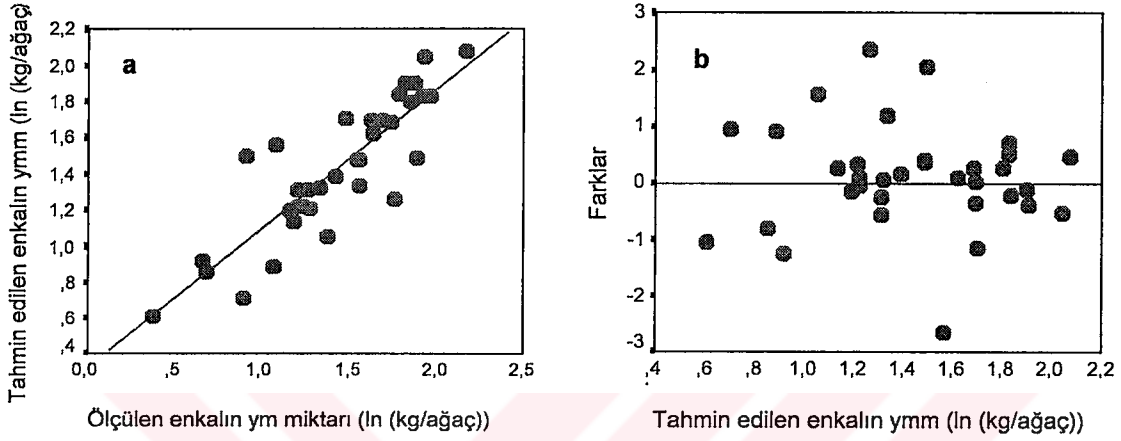 Tahmin edilen enkalın ymm (ln (kg/ağaç)
2,2
2,0
1,8
1,6
1,4
1,2
1,0
,8
,6
,4
a
0,0 ,5 1,0 1,5 2,0 2,5
Ölçülen enkalın ym miktarı (ln (kg/ağaç))
Farklar
3
2
1
0
-1
-2
-3
b
,4 ,6 ,8 1,0 1,2 1,4 1,6 1,8 2,0 2,2
Tahmin edilen enkalın ymm (ln (kg/ağaç))